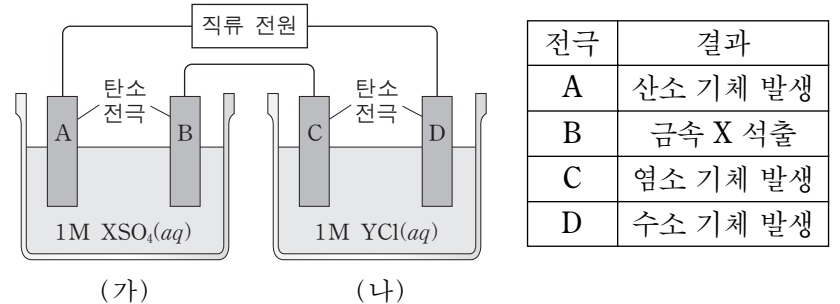 직류 전원
탄소 전극
탄소 전극
A
B
C
D
1M XSO₄(aq)
1M YCl(aq)
(가)
(나)
전극 결과
A 산소 기체 발생
B 금속 X 석출
C 염소 기체 발생
D 수소 기체 발생